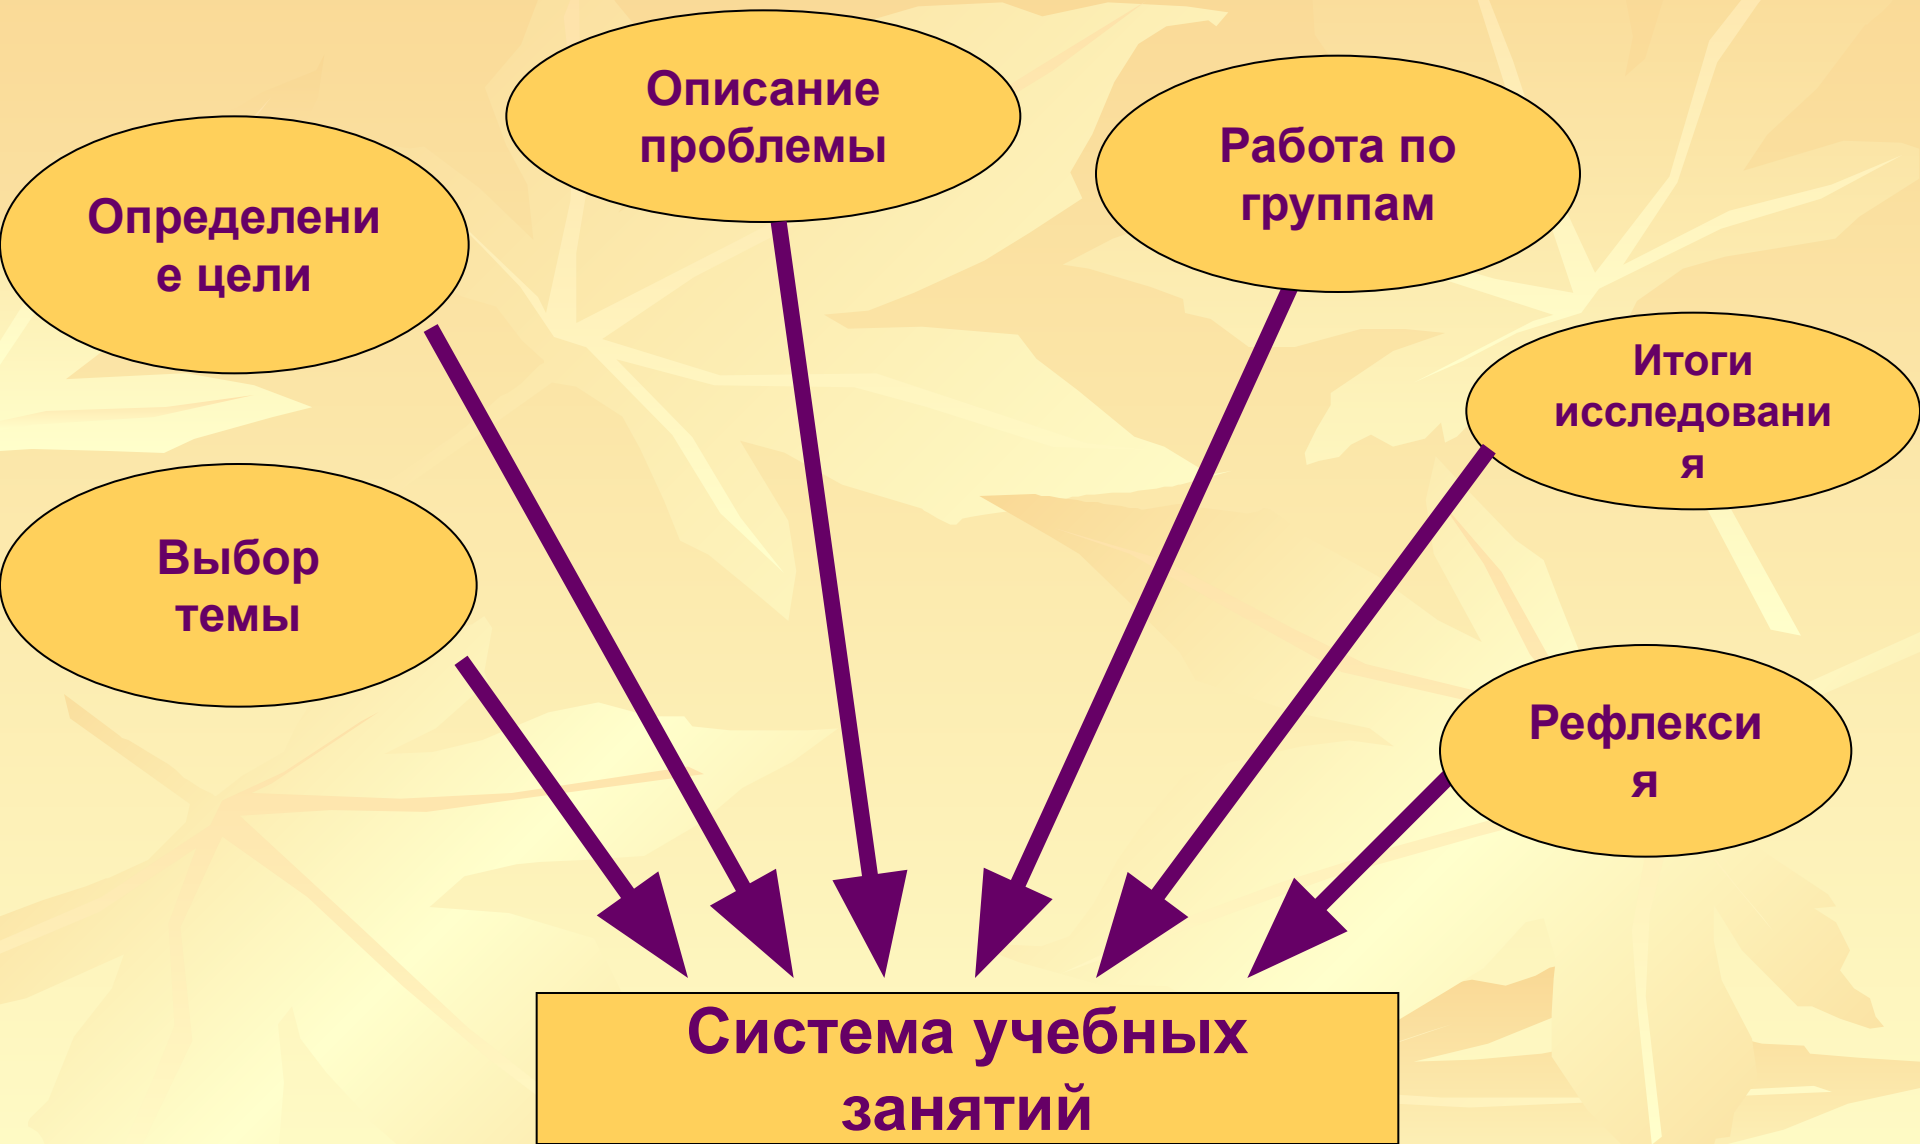 Описание
проблемы
Работа по
группам
Определени
е цели
Итоги
исследовани
я
Выбор
темы
Рефлекси
я
Система учебных
занятий